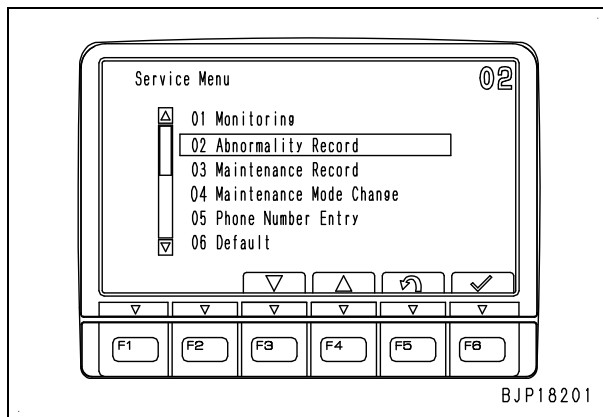 Service Menu 02
01 Monitoring
02 Abnormality Record
03 Maintenance Record
04 Maintenance Mode Change
05 Phone Number Entry
06 Default
F1 F2 F3 F4 F5 F6
BJP18201